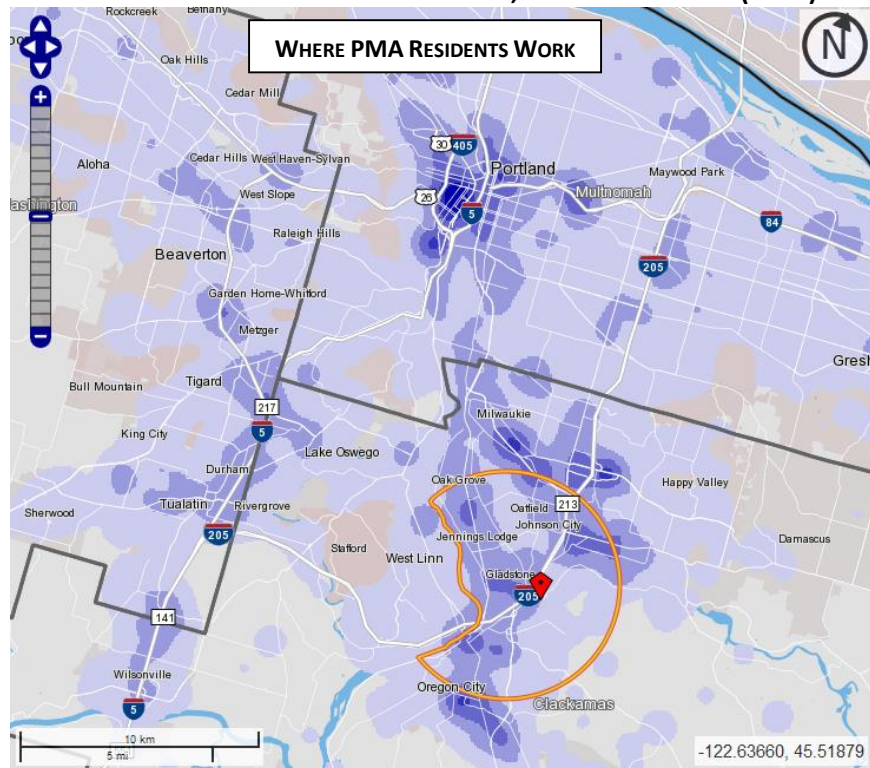 WHERE PMA RESIDENTS WORK
N
Rockcreek
Bethany
Oak Hills
Cedar Mill
30
405
Aloha
Cedar Hills
West Haven-Sylvan
Portland
Maywood Park
West Slope
26
Multnomah
5
84
Raleigh Hills
Beaverton
205
Garden Home-Whitford
Metzger
Tigard
Bull Mountain
217
Milwaukie
King City
5
Lake Oswego
Durham
Oak Grove
Happy Valley
Tualatin
Rivergrove
213
Sherwood
Oatfield
Johnson City
205
Jennings Lodge
Damascus
Stafford
West Linn
Gladstone
205
141
Wilsonville
Oregon City
Clackamas
5
10 km
5 mi
-122.63660, 45.51879